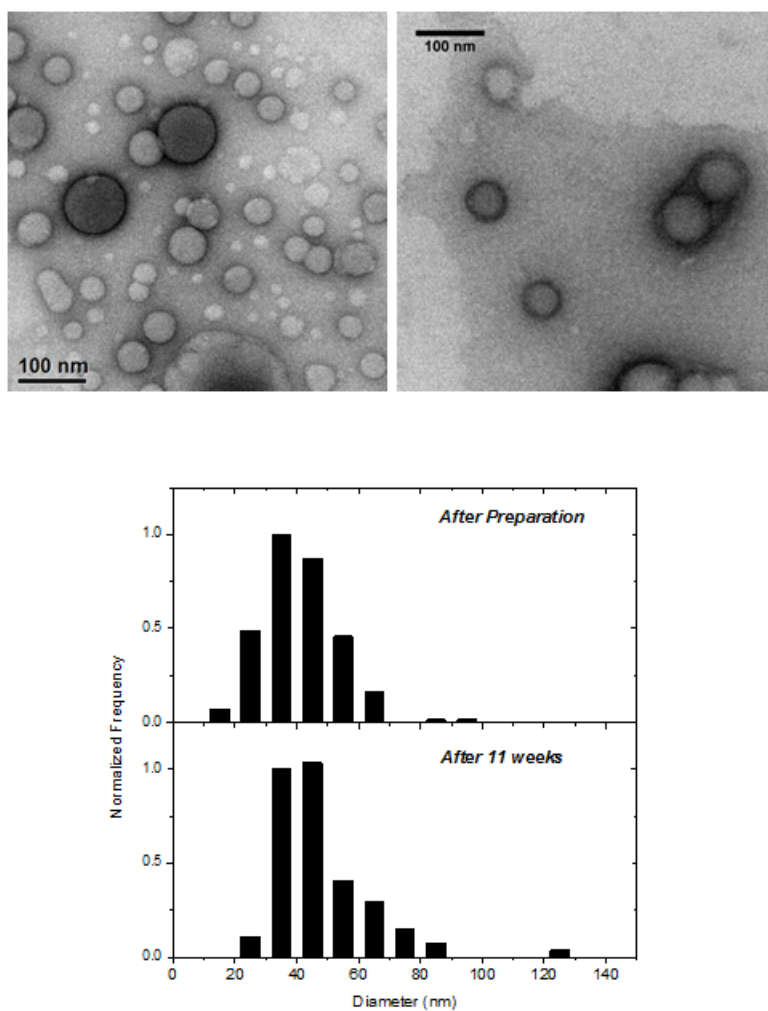 100 nm
100 nm
After Preparation
1.0
0.5
0.0
After 11 weeks
1.0
0.5
0.0
Normalized Frequency
0 20 40 60 80 100 120 140
Diameter (nm)